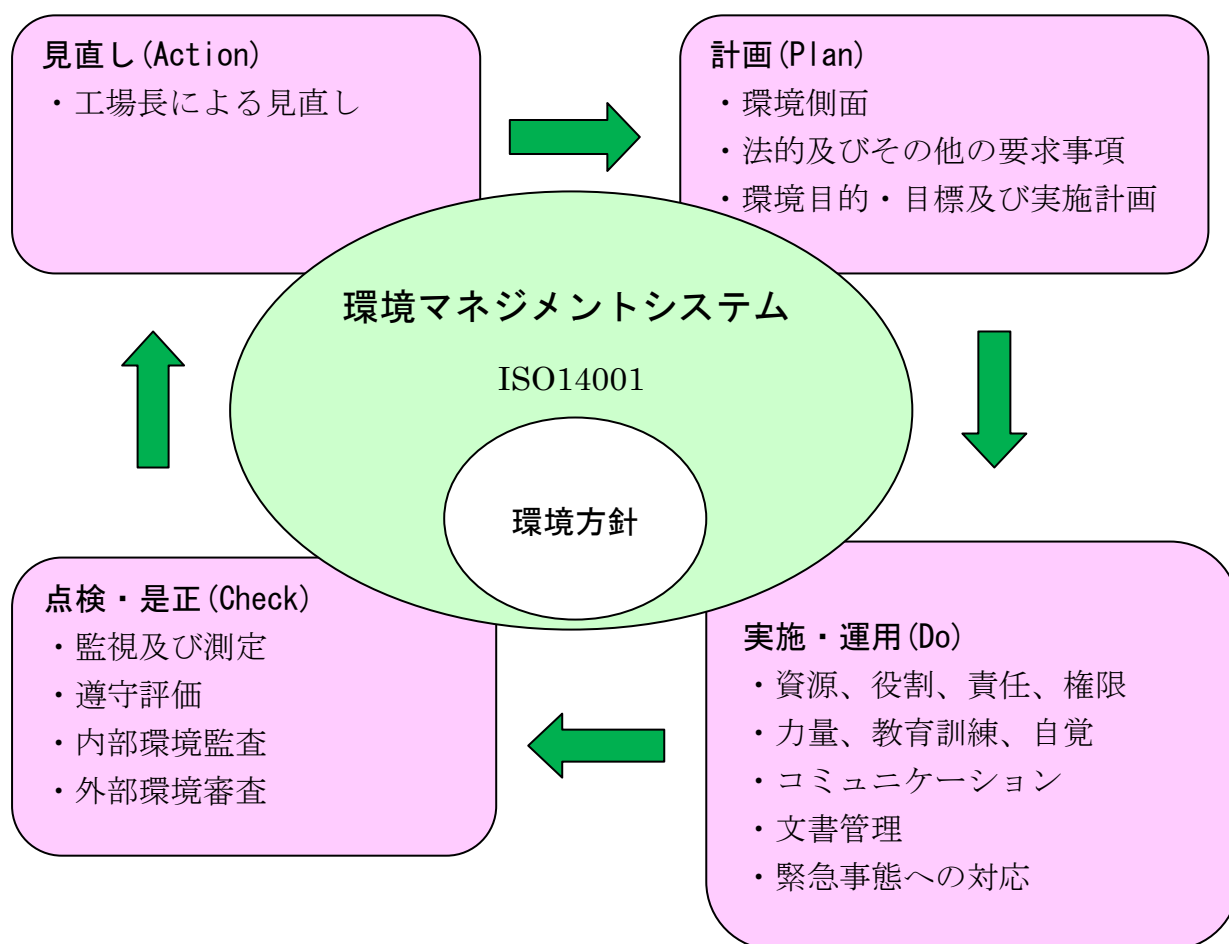 見直し(Action)
・工場長による見直し
計画(Plan)
・環境側面
・法的及びその他の要求事項
・環境目的・目標及び実施計画
環境マネジメントシステム
ISO14001
環境方針
点検・是正(Check)
・監視及び測定
・遵守評価
・内部環境監査
・外部環境審査
実施・運用(Do)
・資源、役割、責任、権限
・力量、教育訓練、自覚
・コミュニケーション
・文書管理
・緊急事態への対応